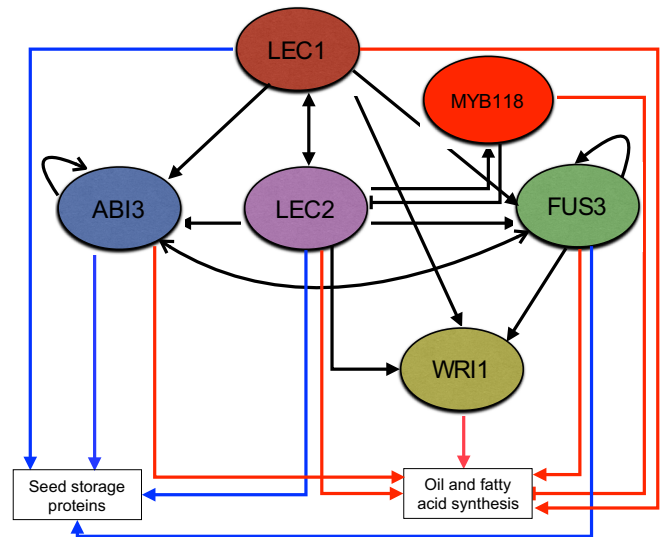 LEC1
MYB118
ABI3
LEC2
FUS3
WRI1
Seed storage
proteins
Oil and fatty
acid synthesis